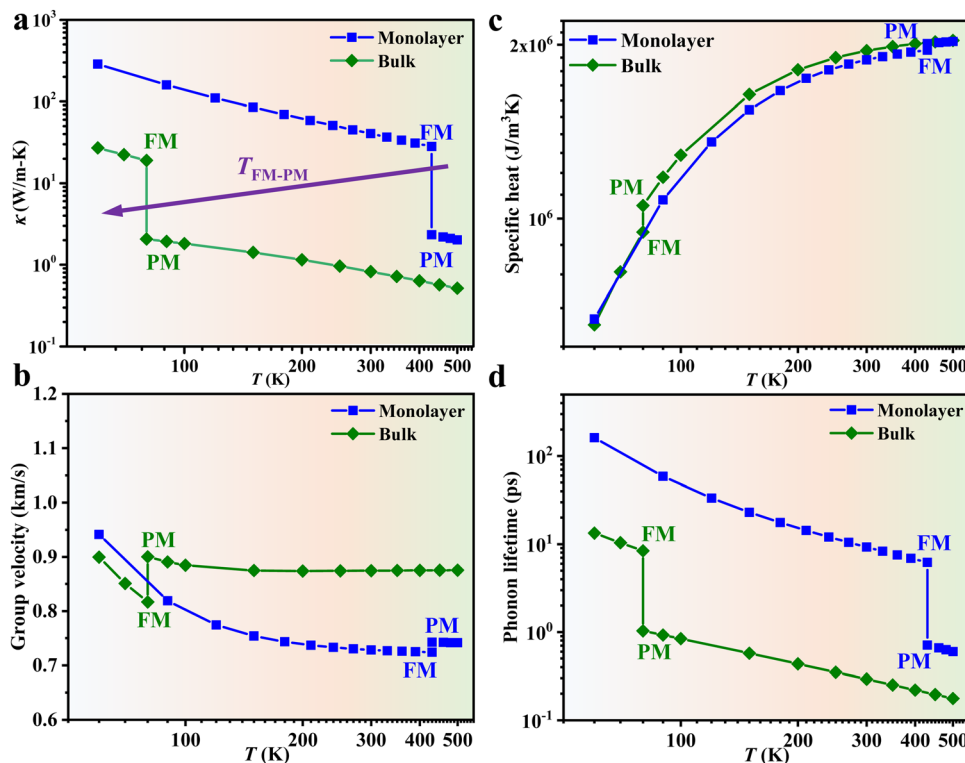 a
10³
10²
10¹
10⁰
10⁻¹
κ (W/m-K)
Monolayer
Bulk
FM
FM
T_FM-PM
PM
PM
100
200
300
400
500
T (K)
b
1.2
1.1
1.0
0.9
0.8
0.7
0.6
Group velocity (km/s)
Monolayer
Bulk
PM
FM
PM
FM
100
200
300
400
500
T (K)
c
2x10⁶
10⁶
Specific heat (J/m³K)
Monolayer
Bulk
PM
FM
PM
FM
100
200
300
400
500
T (K)
d
10²
10¹
10⁰
10⁻¹
Phonon lifetime (ps)
Monolayer
Bulk
FM
FM
PM
PM
100
200
300
400
500
T (K)